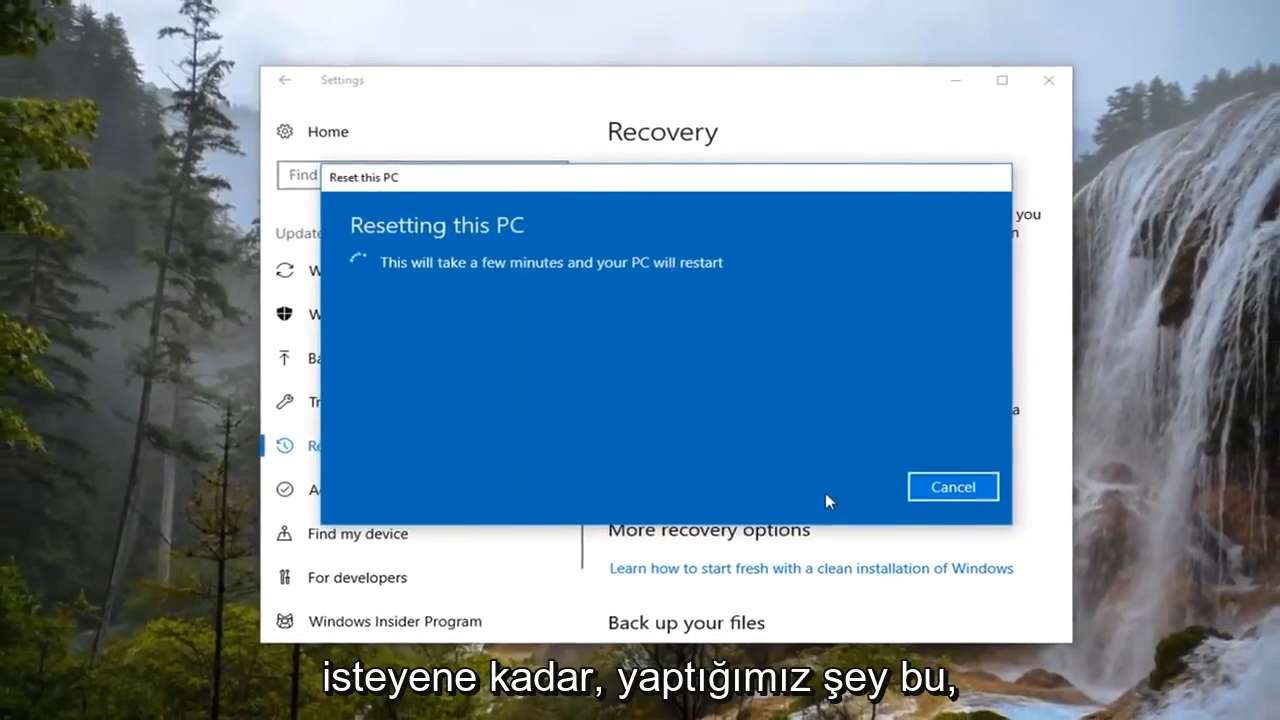 Settings
Home
Recovery
Find
Reset this PC
Resetting this PC
This will take a few minutes and your PC will restart
you
Cancel
Find my device
More recovery options
Learn how to start fresh with a clean installation of Windows
For developers
Windows Insider Program
Back up your files
isteyene kadar, yaptığımız şey bu,